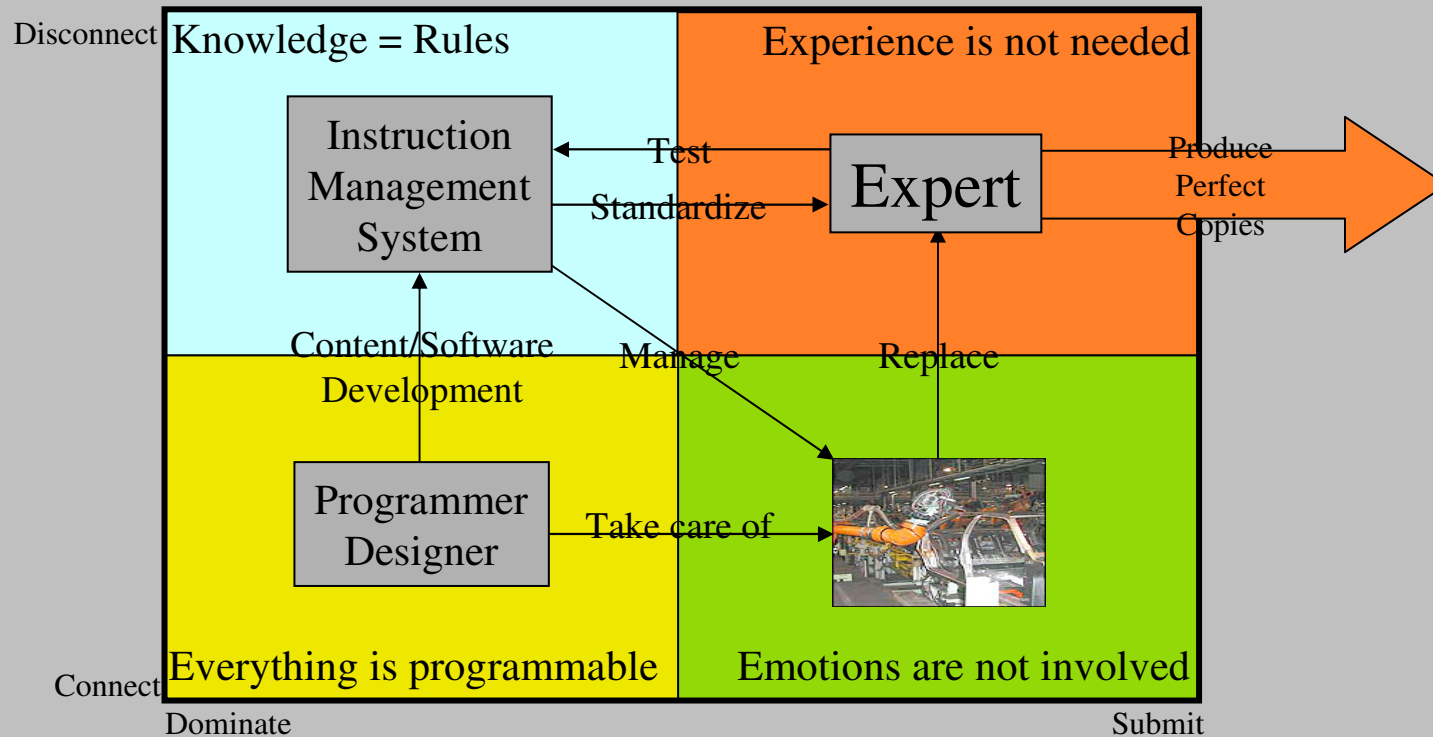 Disconnect
Knowledge = Rules
Experience is not needed
Instruction
Management
System
Test
Standardize
Expert
Produce
Perfect
Copies
Content/Software
Development
Manage
Replace
Programmer
Designer
Take care of
Everything is programmable
Emotions are not involved
Connect
Dominate
Submit